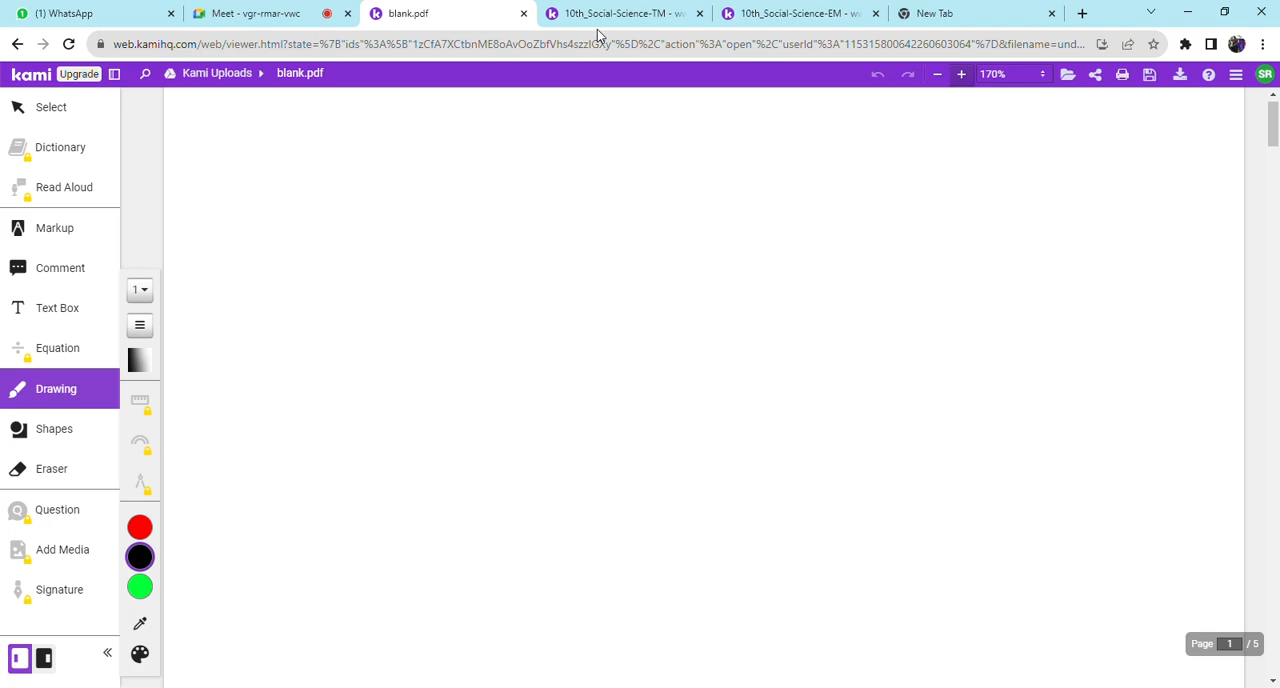 (1) WhatsApp
Meet - vgr-rmar-vwc
blank.pdf
10th_Social-Science-TM - w
10th_Social-Science-EM - w
New Tab
web.kamihq.com/web/viewer.html?state=%7B"ids"%3A%5B"1zCfA7XCtbnME8oAvOoZbfVhs4szzIGXy"%5D%2C"action"%3A"open"%2C"userId"%3A"115315800642260603064"%7D&filename=und...
kami Upgrade Kami Uploads blank.pdf 170% SR
Select
Dictionary
Read Aloud
Markup
Comment
1
Text Box
Equation
Drawing
Shapes
Eraser
Question
Add Media
Signature
Page 1 / 5